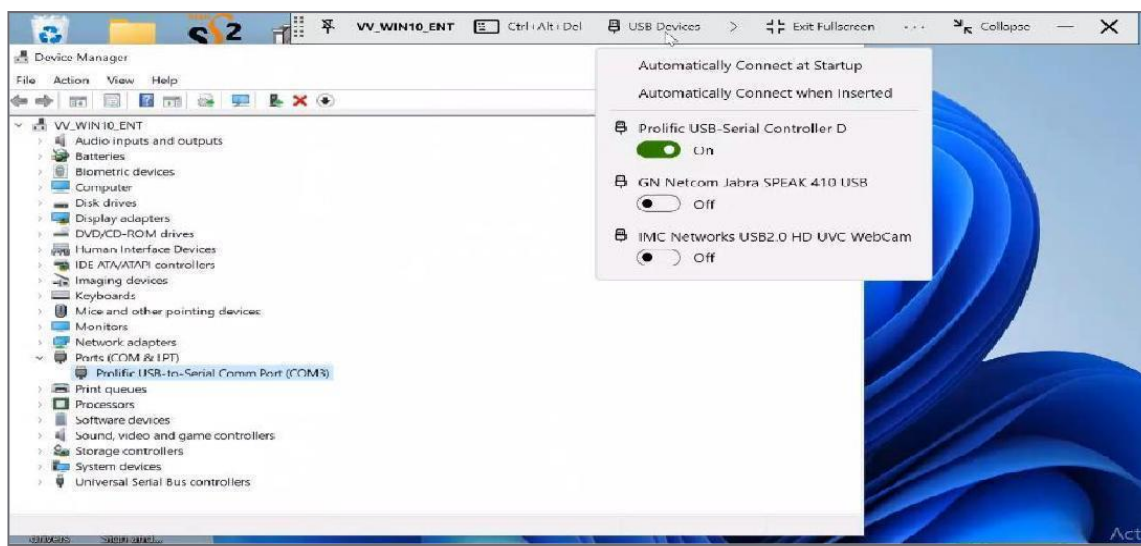 VV_WIN10_ENT Ctrl+Alt+Del USB Devices Exit Fullscreen ... Collapse
Device Manager
File Action View Help
VV_WIN10_ENT
Audio inputs and outputs
Batteries
Biometric devices
Computer
Disk drives
Display adapters
DVD/CD-ROM drives
Human Interface Devices
IDE ATA/ATAPI controllers
Imaging devices
Keyboards
Mice and other pointing devices
Monitors
Network adapters
Ports (COM & LPT)
Prolific USB-to-Serial Comm Port (COM3)
Print queues
Processors
Software devices
Sound, video and game controllers
Storage controllers
System devices
Universal Serial Bus controllers
Automatically Connect at Startup
Automatically Connect when Inserted
Prolific USB-Serial Controller D
On
GN Netcom Jabra SPEAK 410 USB
Off
IMC Networks USB2.0 HD UVC WebCam
Off
Act